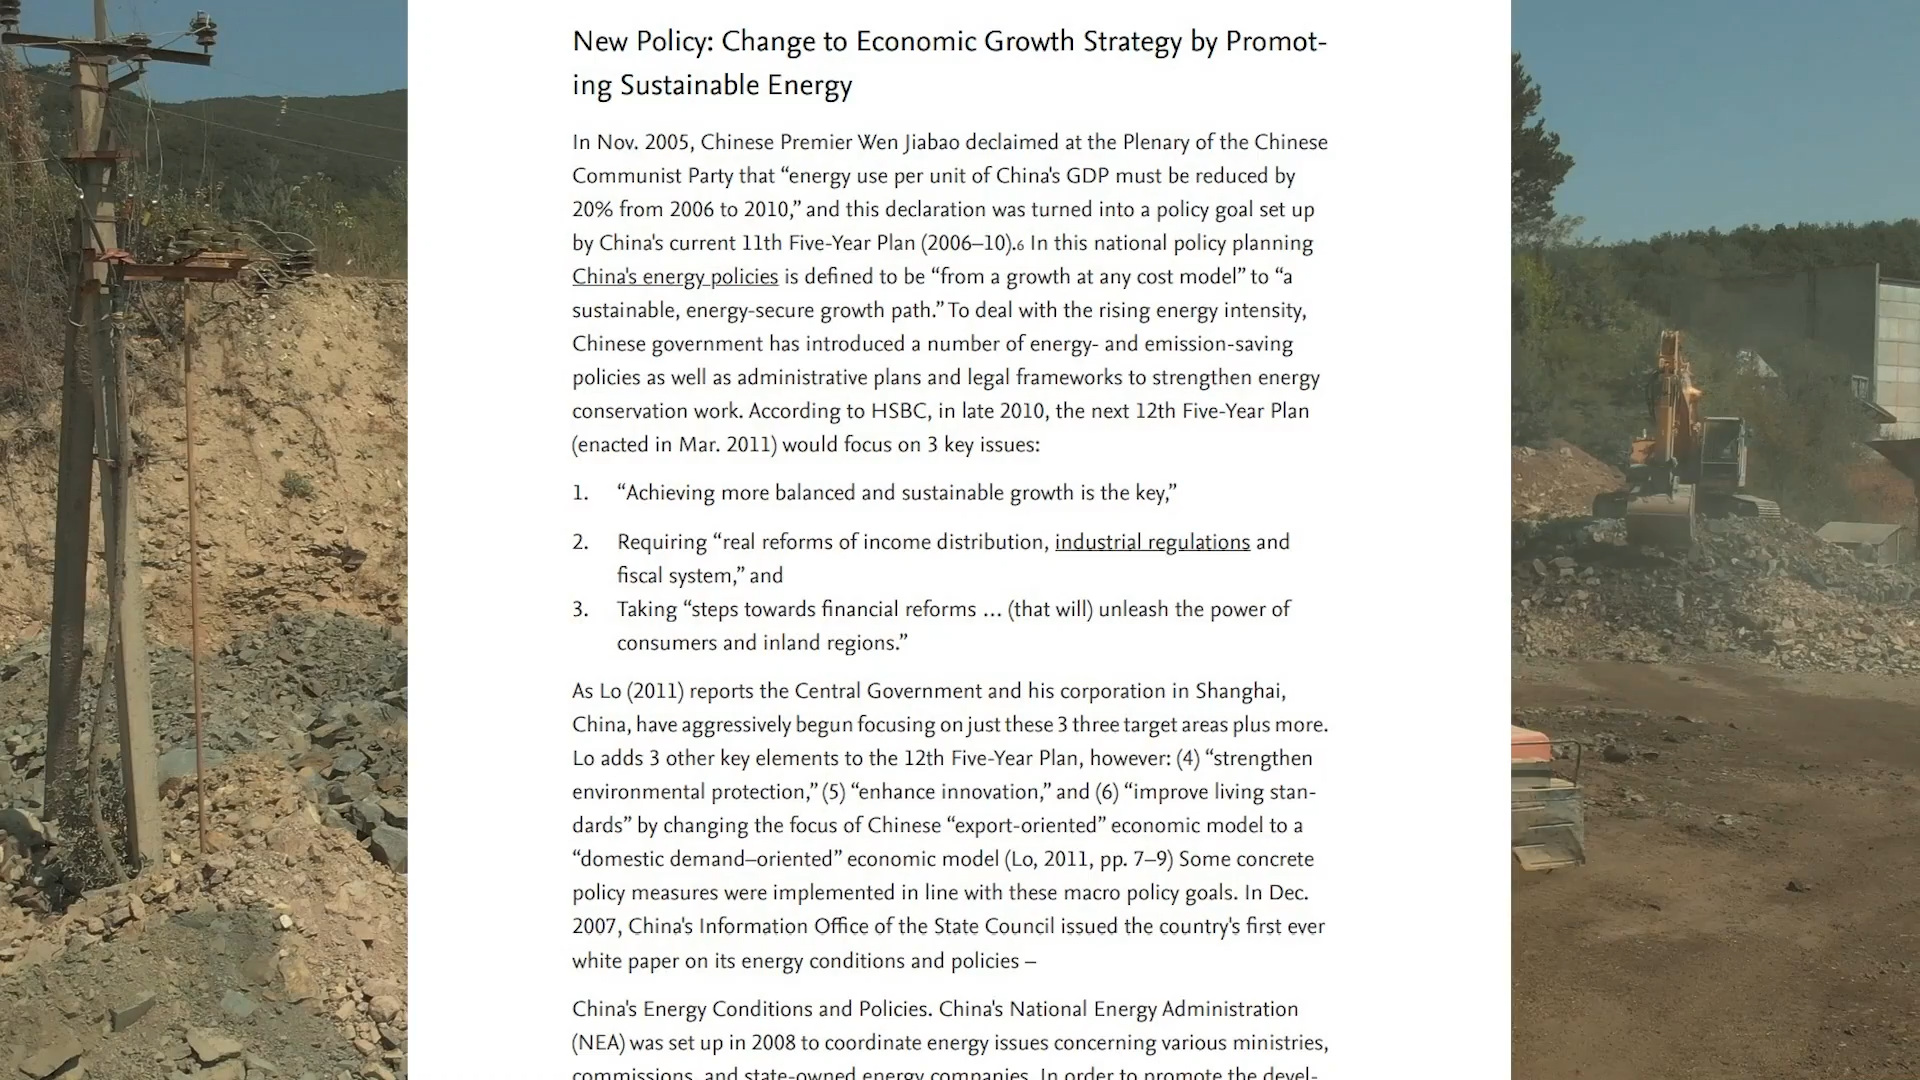 New Policy: Change to Economic Growth Strategy by Promot-
ing Sustainable Energy
In Nov. 2005, Chinese Premier Wen Jiabao declaimed at the Plenary of the Chinese
Communist Party that “energy use per unit of China's GDP must be reduced by
20% from 2006 to 2010,” and this declaration was turned into a policy goal set up
by China's current 11th Five-Year Plan (2006–10).6 In this national policy planning
China's energy policies is defined to be “from a growth at any cost model” to “a
sustainable, energy-secure growth path.” To deal with the rising energy intensity,
Chinese government has introduced a number of energy- and emission-saving
policies as well as administrative plans and legal frameworks to strengthen energy
conservation work. According to HSBC, in late 2010, the next 12th Five-Year Plan
(enacted in Mar. 2011) would focus on 3 key issues:
1. “Achieving more balanced and sustainable growth is the key,”
2. Requiring “real reforms of income distribution, industrial regulations and
fiscal system,” and
3. Taking “steps towards financial reforms … (that will) unleash the power of
consumers and inland regions.”
As Lo (2011) reports the Central Government and his corporation in Shanghai,
China, have aggressively begun focusing on just these 3 three target areas plus more.
Lo adds 3 other key elements to the 12th Five-Year Plan, however: (4) “strengthen
environmental protection,” (5) “enhance innovation,” and (6) “improve living stan-
dards” by changing the focus of Chinese “export-oriented” economic model to a
“domestic demand–oriented” economic model (Lo, 2011, pp. 7–9) Some concrete
policy measures were implemented in line with these macro policy goals. In Dec.
2007, China's Information Office of the State Council issued the country's first ever
white paper on its energy conditions and policies –
China's Energy Conditions and Policies. China's National Energy Administration
(NEA) was set up in 2008 to coordinate energy issues concerning various ministries,
commissions, and state-owned energy companies. In order to promote the devel-